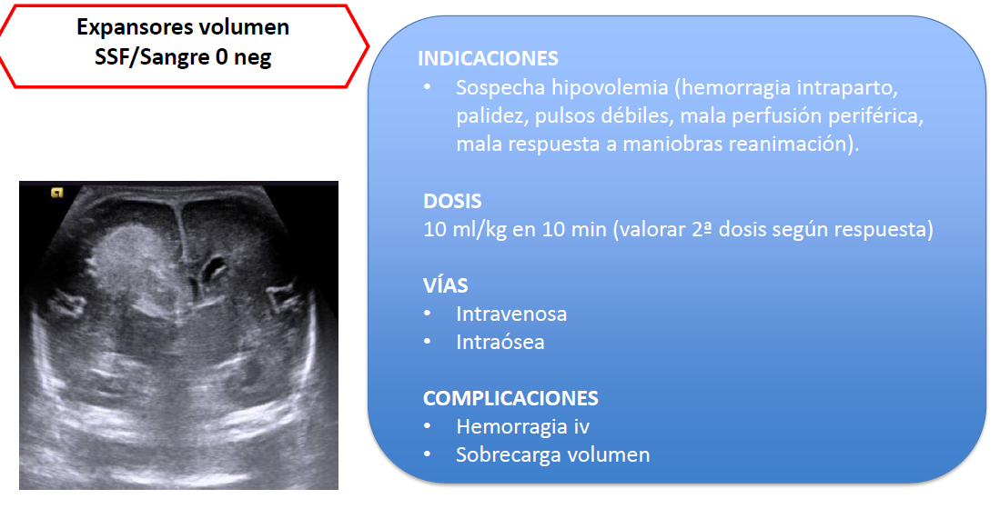 Expansores volumen
SSF/Sangre 0 neg
INDICACIONES
• Sospecha hipovolemia (hemorragia intraparto,
palidez, pulsos débiles, mala perfusión periférica,
mala respuesta a maniobras reanimación).
DOSIS
10 ml/kg en 10 min (valorar 2ª dosis según respuesta)
VÍAS
• Intravenosa
• Intraósea
COMPLICACIONES
• Hemorragia iv
• Sobrecarga volumen